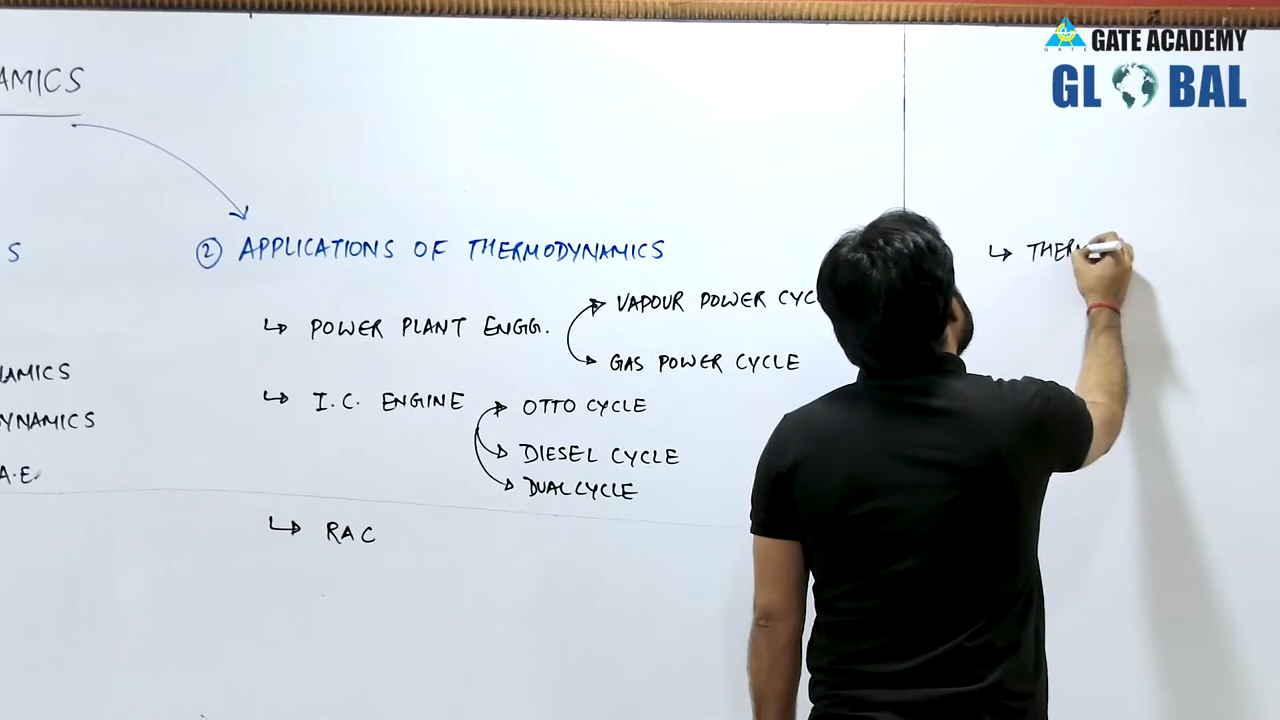 GATE ACADEMY
GATE
GLOBAL
AMICS
S
② APPLICATIONS OF THERMODYNAMICS
↳ THER
↳ POWER PLANT ENGG.
VAPOUR POWER CYC
GAS POWER CYCLE
AMICS
↳ I.C. ENGINE
OTTO CYCLE
YNAMICS
DIESEL CYCLE
A.E.
DUAL CYCLE
↳ RAC